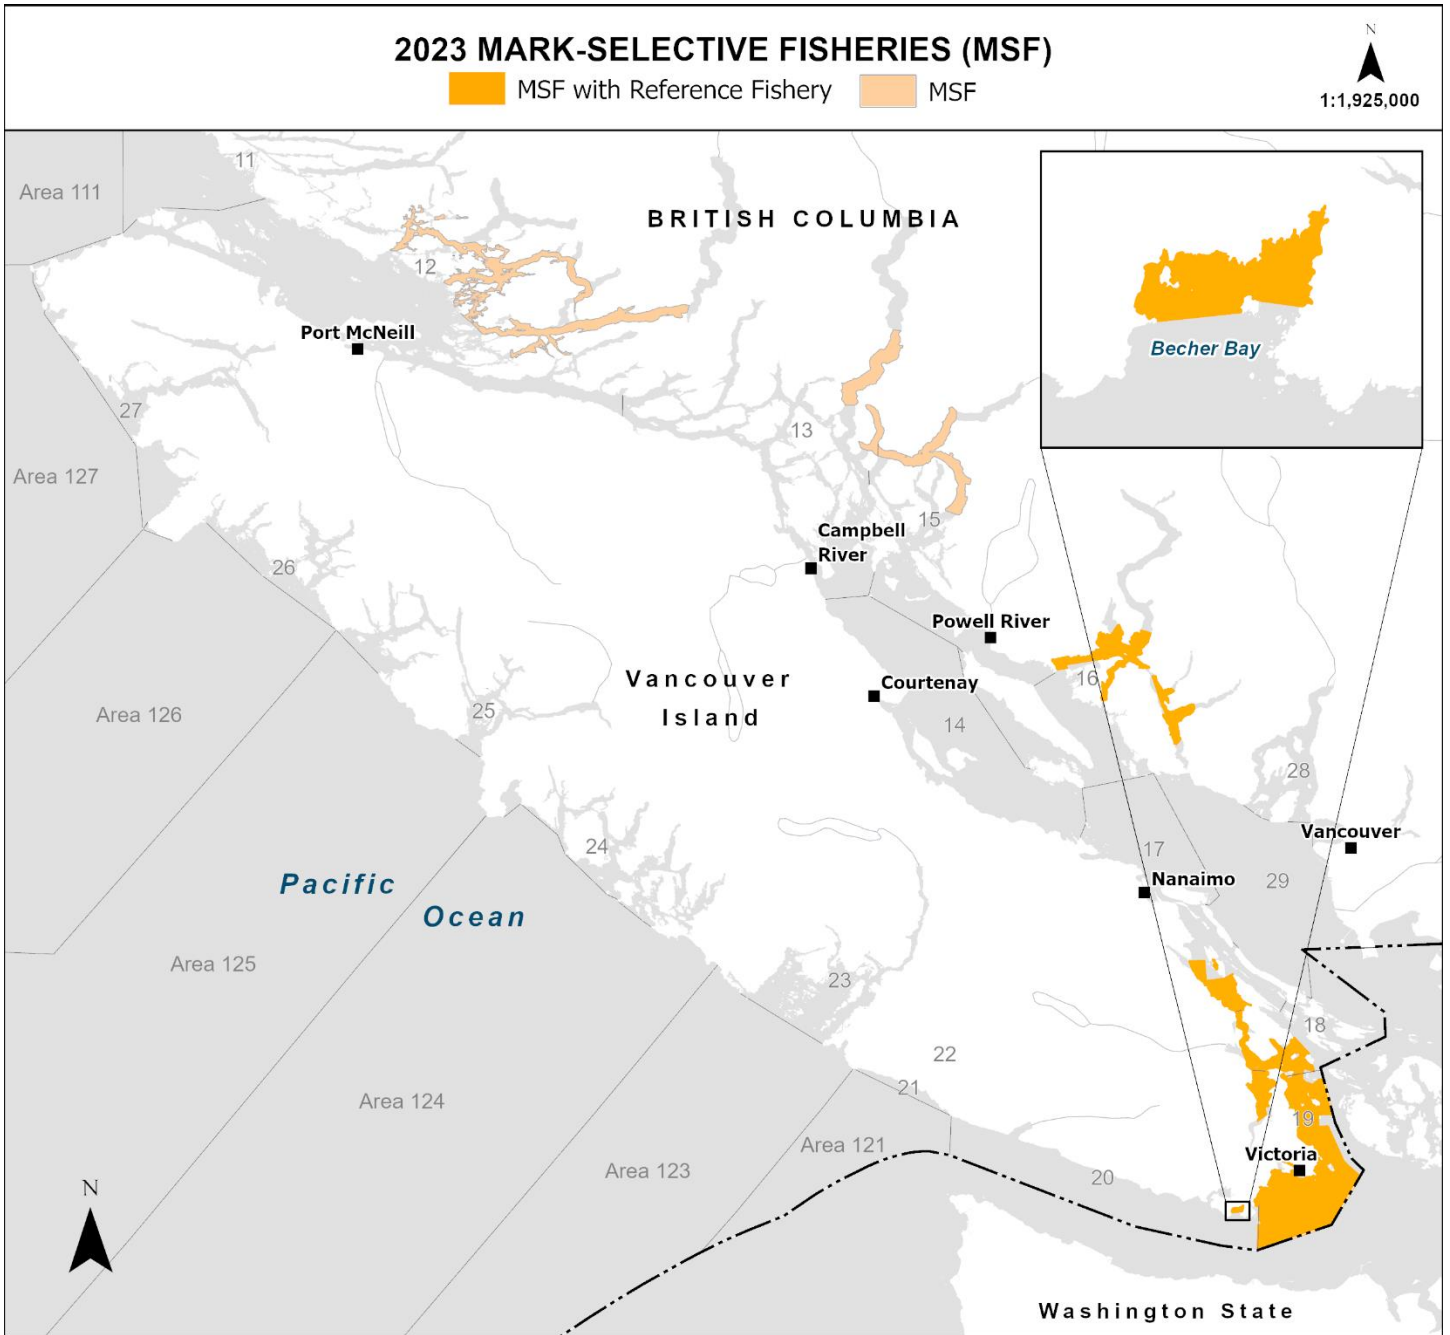 2023 MARK-SELECTIVE FISHERIES (MSF)
MSF with Reference Fishery
MSF
N
1:1,925,000
11
Area 111
BRITISH COLUMBIA
12
Port McNeill
Becher Bay
27
13
Area 127
15
Campbell
River
26
Powell River
Vancouver
Island
16
Courtenay
25
Area 126
14
28
Vancouver
24
17
Nanaimo
29
Pacific
Ocean
Area 125
23
18
22
21
Area 124
19
Area 121
Victoria
Area 123
20
N
Washington State